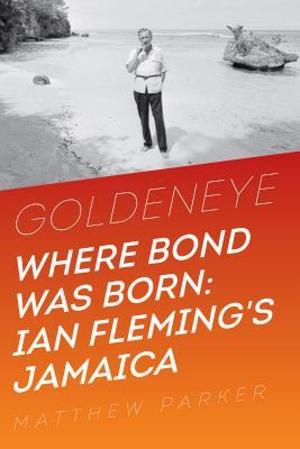 GOLDENEYE
WHERE BOND
WAS BORN:
IAN FLEMING'S
JAMAICA
MATTHEW PARKER